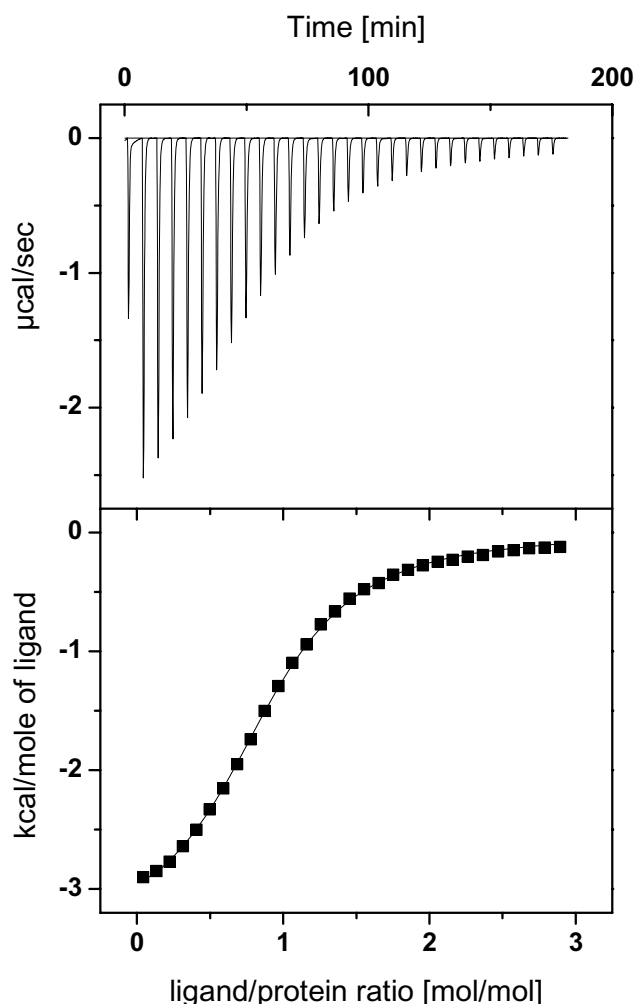 Time [min]
0 100 200
0
-1
-2
µcal/sec
0
-1
-2
-3
kcal/mole of ligand
0 1 2 3
ligand/protein ratio [mol/mol]